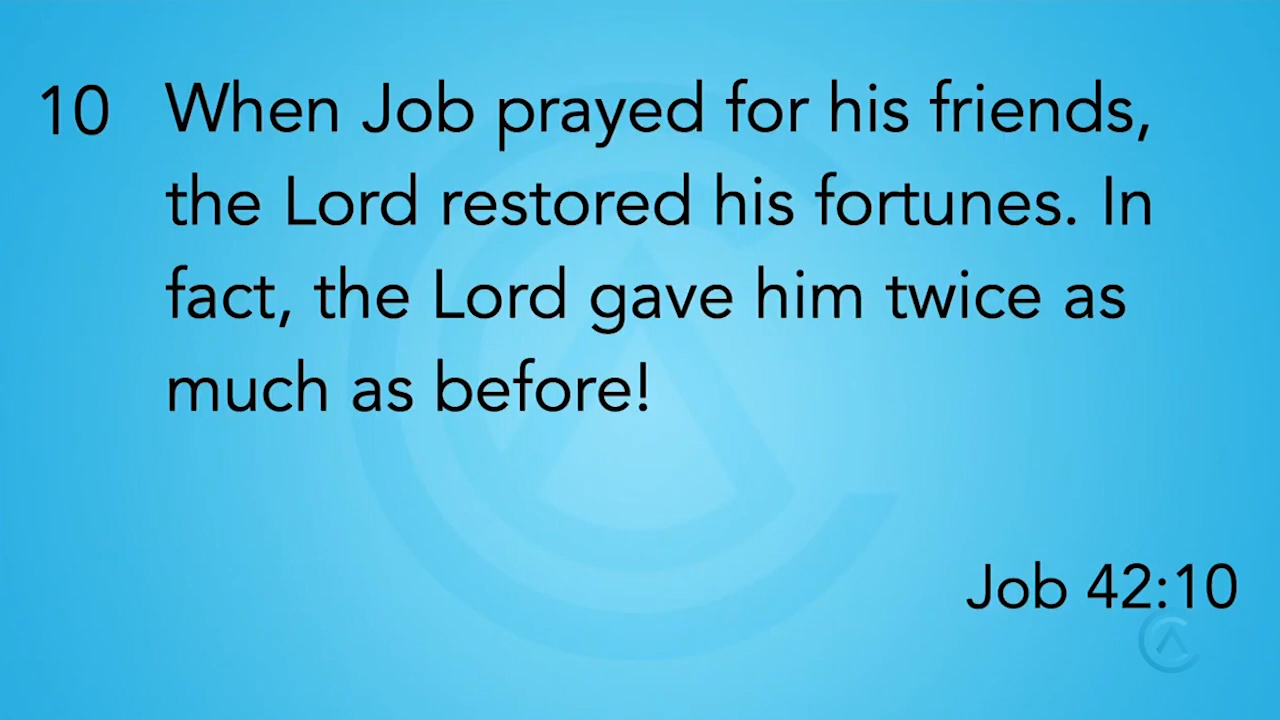 10 When Job prayed for his friends,
the Lord restored his fortunes. In
fact, the Lord gave him twice as
much as before!
Job 42:10